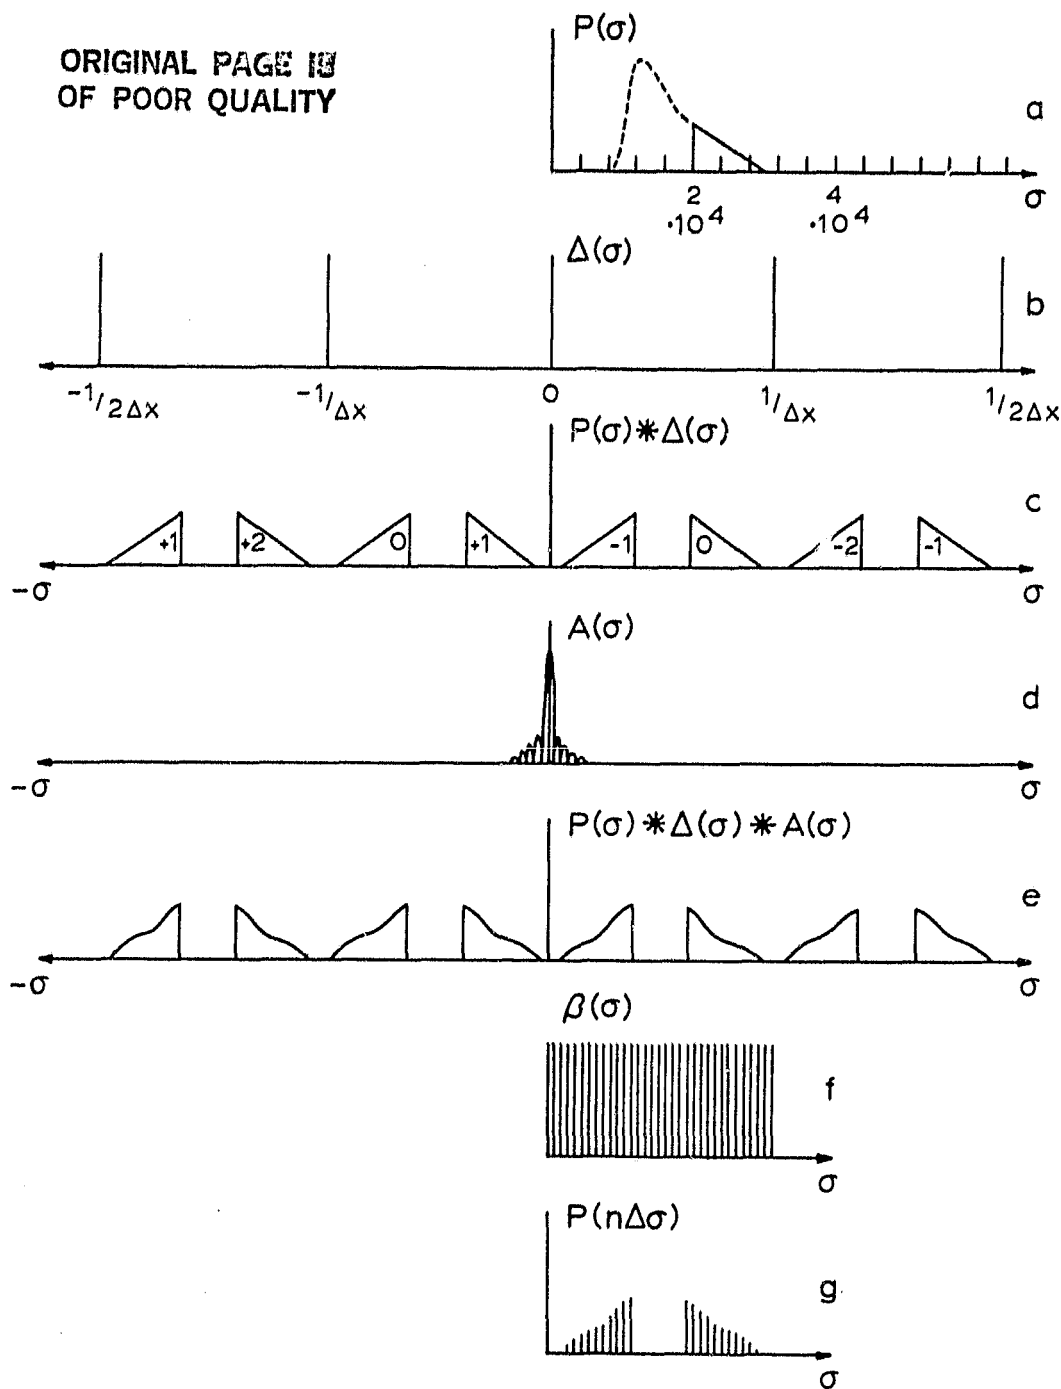 ORIGINAL PAGE IS
OF POOR QUALITY
P(σ)
a
2
·10⁴
4
·10⁴
σ
Δ(σ)
b
-1/2Δx
-1/Δx
0
1/Δx
1/2Δx
P(σ)*Δ(σ)
c
+1
+2
0
+1
-1
0
-2
-1
-σ
σ
A(σ)
d
-σ
σ
P(σ)*Δ(σ)*A(σ)
e
-σ
σ
β(σ)
f
σ
P(nΔσ)
g
σ